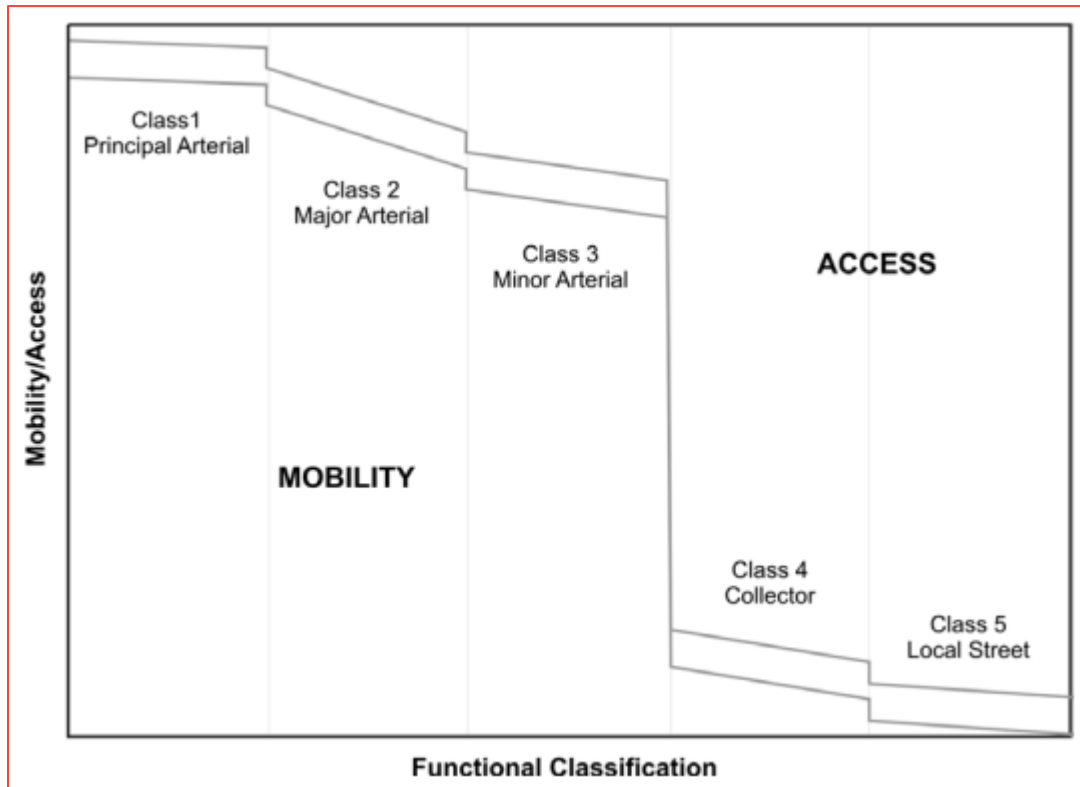 Class1
Principal Arterial
Class 2
Major Arterial
Class 3
Minor Arterial
ACCESS
Mobility/Access
MOBILITY
Class 4
Collector
Class 5
Local Street
Functional Classification